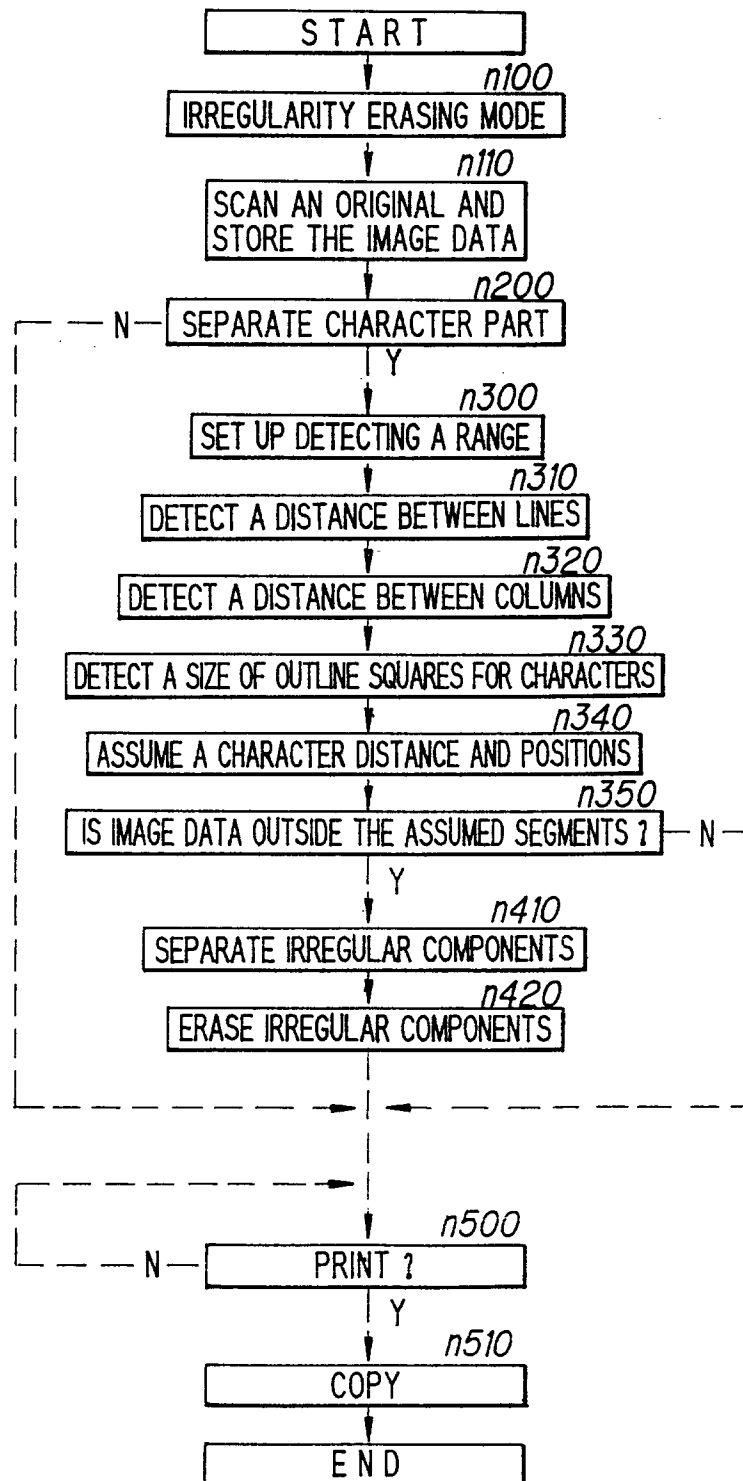 START
n100
IRREGULARITY ERASING MODE
n110
SCAN AN ORIGINAL AND
STORE THE IMAGE DATA
n200
N
SEPARATE CHARACTER PART
Y
n300
SET UP DETECTING A RANGE
n310
DETECT A DISTANCE BETWEEN LINES
n320
DETECT A DISTANCE BETWEEN COLUMNS
n330
DETECT A SIZE OF OUTLINE SQUARES FOR CHARACTERS
n340
ASSUME A CHARACTER DISTANCE AND POSITIONS
n350
IS IMAGE DATA OUTSIDE THE ASSUMED SEGMENTS ?
N
Y
n410
SEPARATE IRREGULAR COMPONENTS
n420
ERASE IRREGULAR COMPONENTS
n500
N
PRINT ?
Y
n510
COPY
END